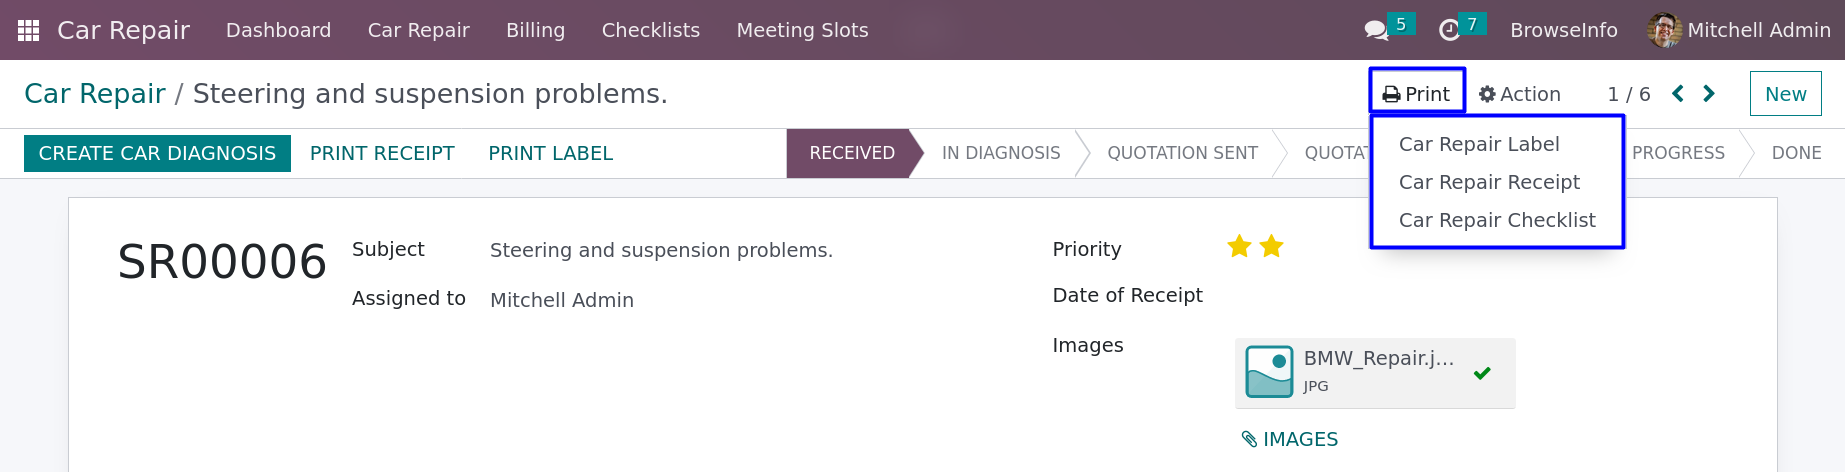 Car Repair Dashboard Car Repair Billing Checklists Meeting Slots 5 7 BrowseInfo Mitchell Admin
Car Repair / Steering and suspension problems. Print Action 1 / 6 New
CREATE CAR DIAGNOSIS PRINT RECEIPT PRINT LABEL RECEIVED IN DIAGNOSIS QUOTATION SENT QUOTAT PROGRESS DONE
Car Repair Label
Car Repair Receipt
Car Repair Checklist
SR00006
Subject Steering and suspension problems.
Assigned to Mitchell Admin
Priority
Date of Receipt
Images
BMW_Repair.j...
JPG
IMAGES